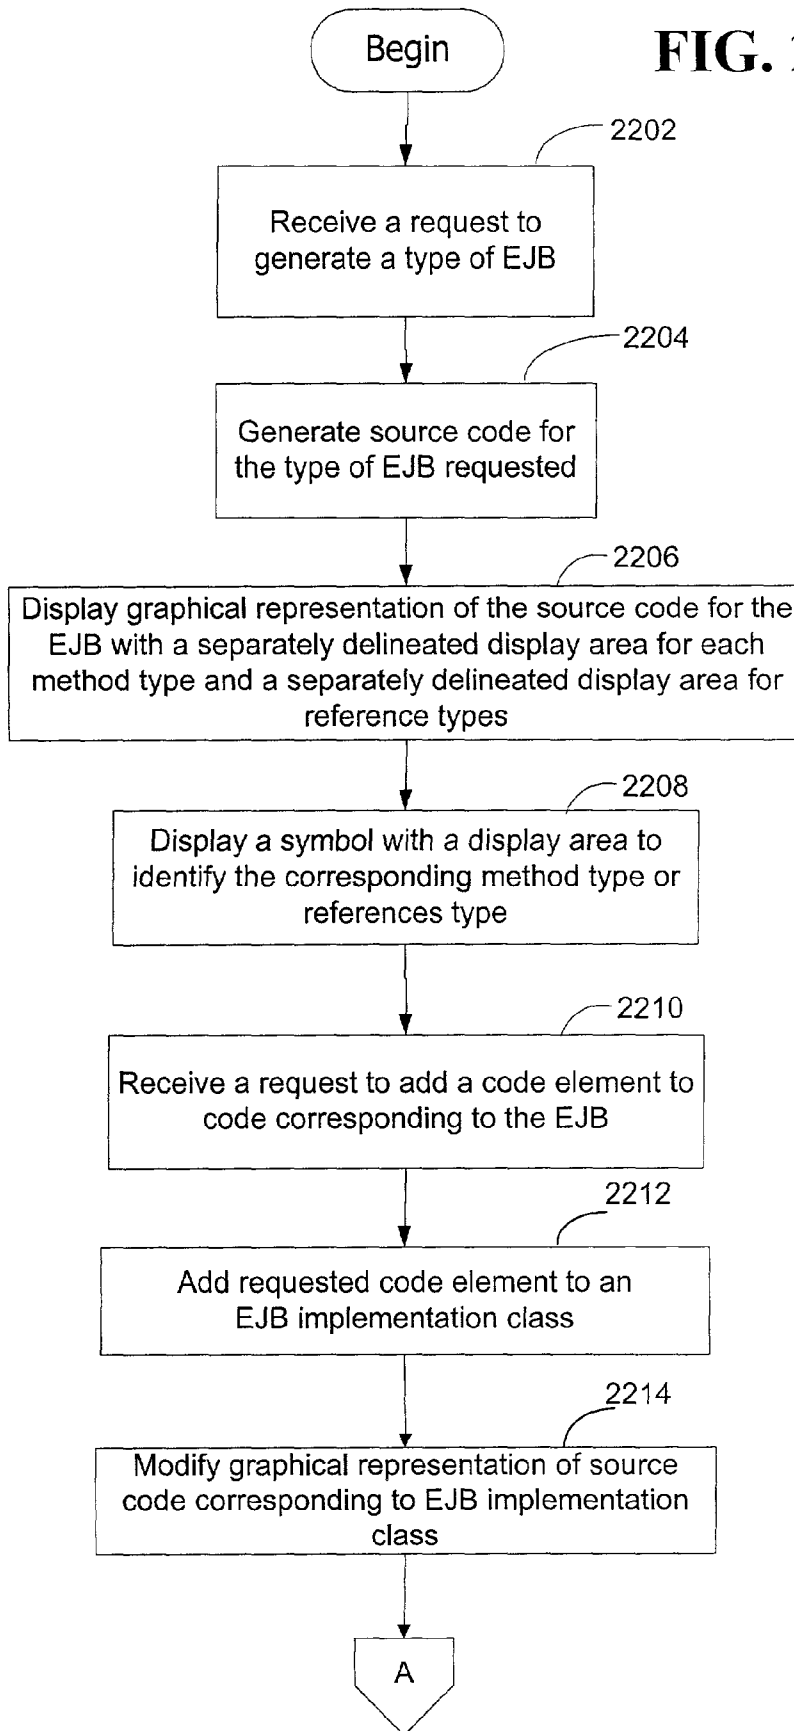 Begin
FIG.
2202
Receive a request to
generate a type of EJB
2204
Generate source code for
the type of EJB requested
2206
Display graphical representation of the source code for the
EJB with a separately delineated display area for each
method type and a separately delineated display area for
reference types
2208
Display a symbol with a display area to
identify the corresponding method type or
references type
2210
Receive a request to add a code element to
code corresponding to the EJB
2212
Add requested code element to an
EJB implementation class
2214
Modify graphical representation of source
code corresponding to EJB implementation
class
A